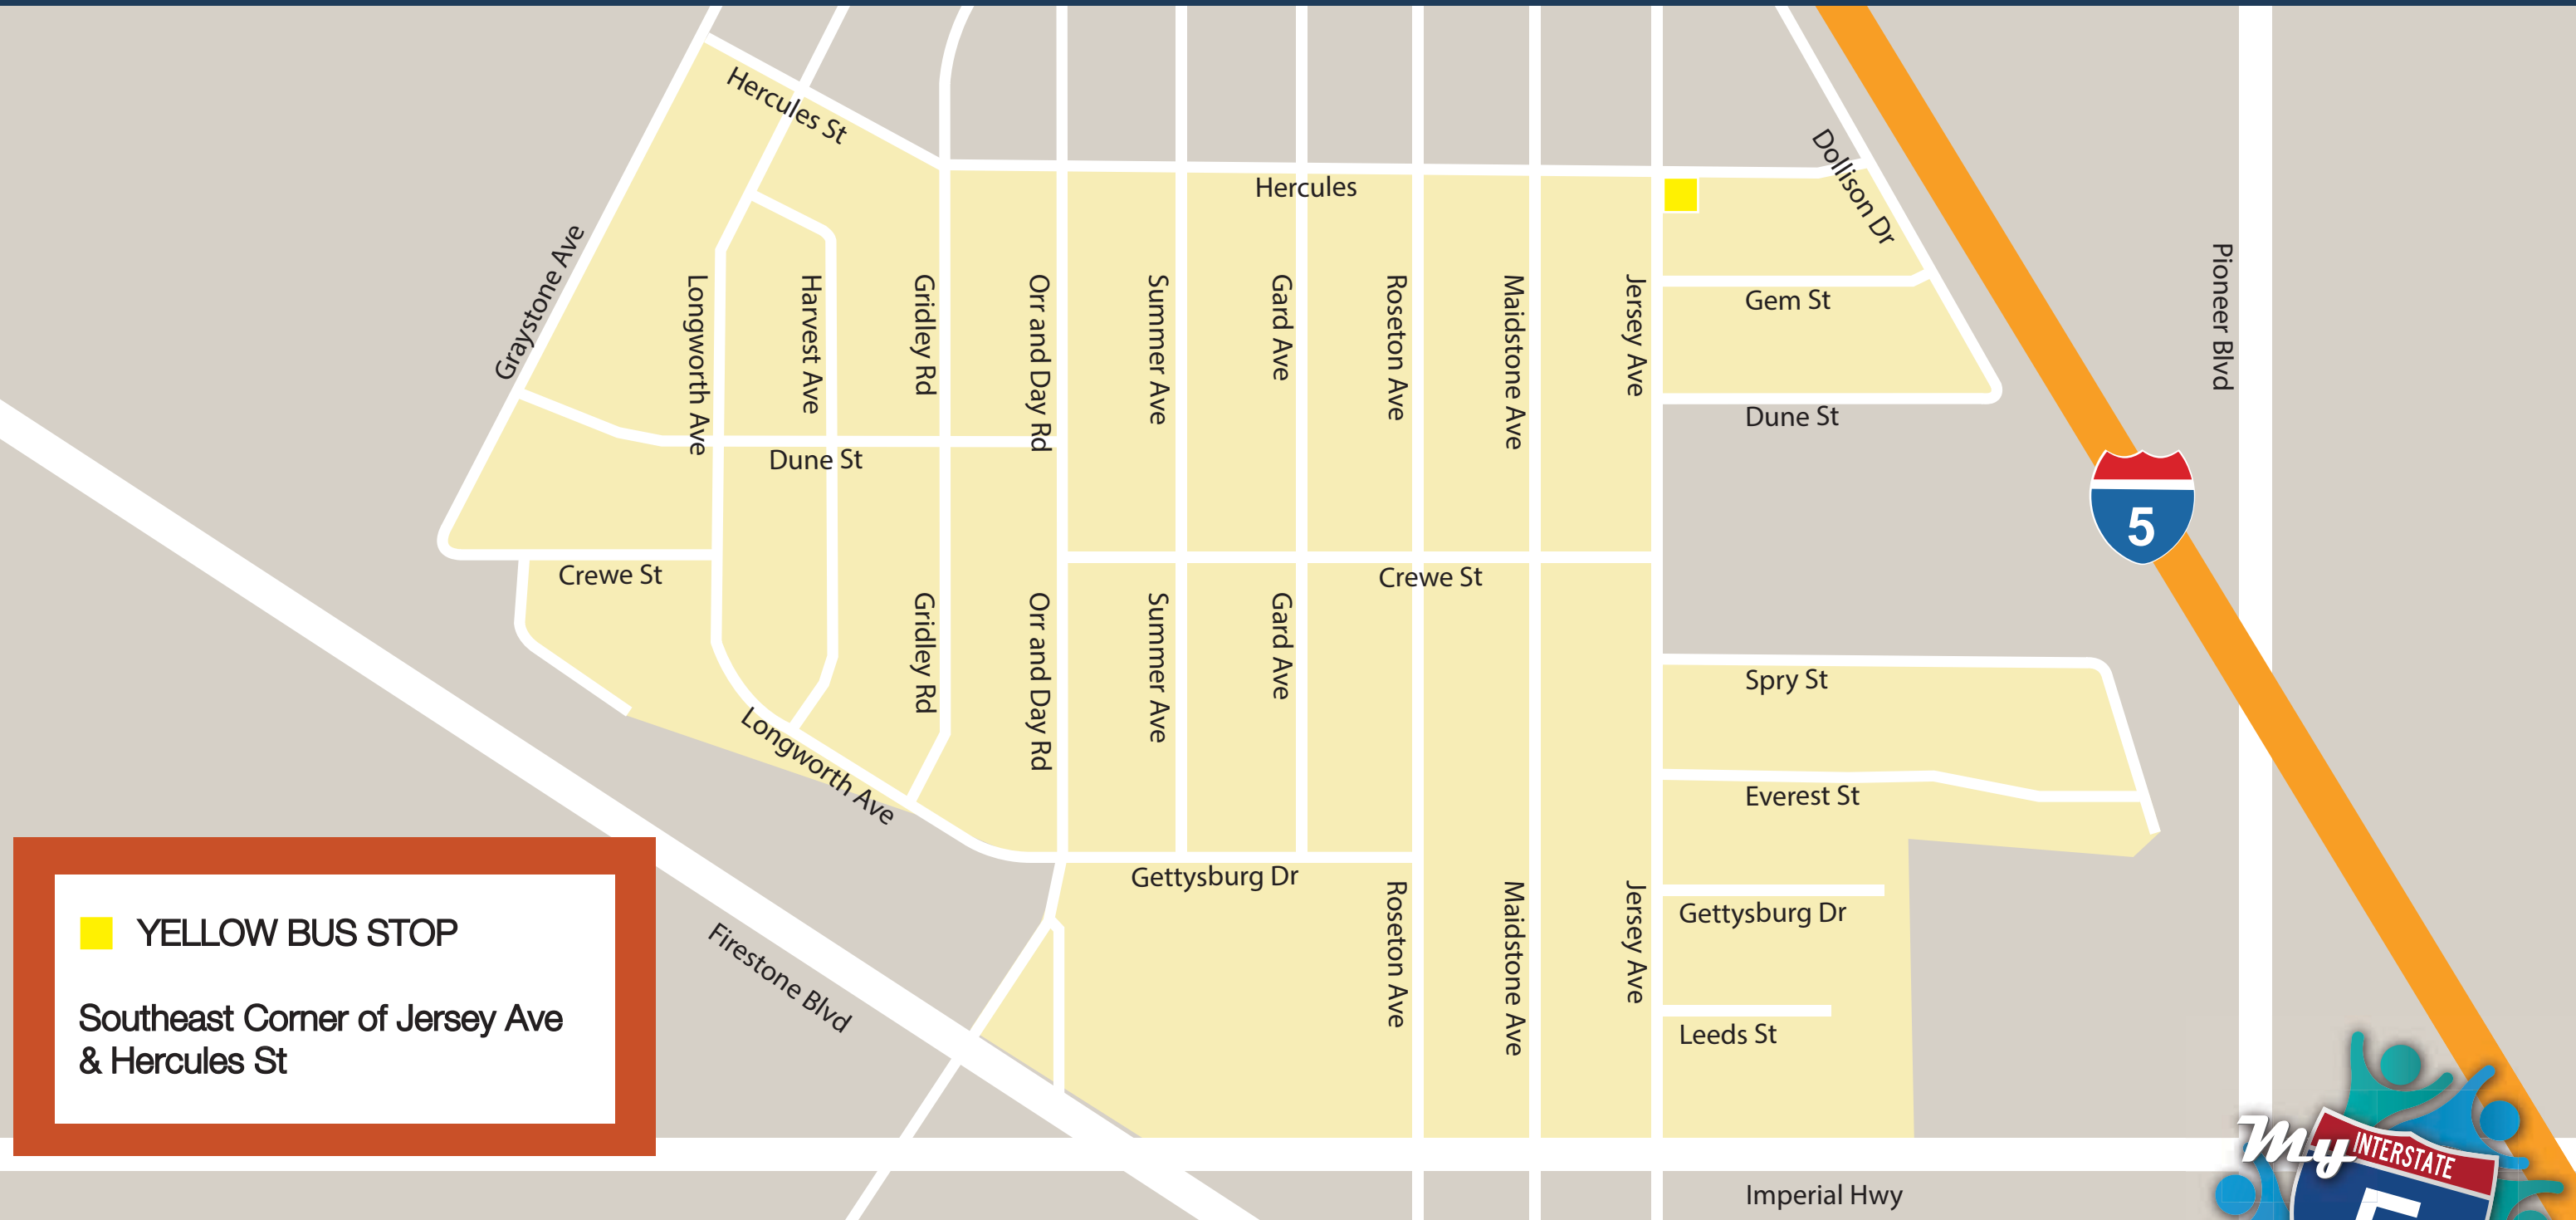 Hercules St
Hercules
Dollison Dr
Graystone Ave
Longworth Ave
Harvest Ave
Gridley Rd
Orr and Day Rd
Summer Ave
Gard Ave
Roseton Ave
Maidstone Ave
Jersey Ave
Gem St
Pioneer Blvd
Dune St
Dune St
5
Crewe St
Crewe St
Gridley Rd
Orr and Day Rd
Summer Ave
Gard Ave
Spry St
Longworth Ave
Everest St
Gettysburg Dr
Roseton Ave
Maidstone Ave
Jersey Ave
Gettysburg Dr
Firestone Blvd
Leeds St
YELLOW BUS STOP
Southeast Corner of Jersey Ave
& Hercules St
My
INTERSTATE
5
Imperial Hwy